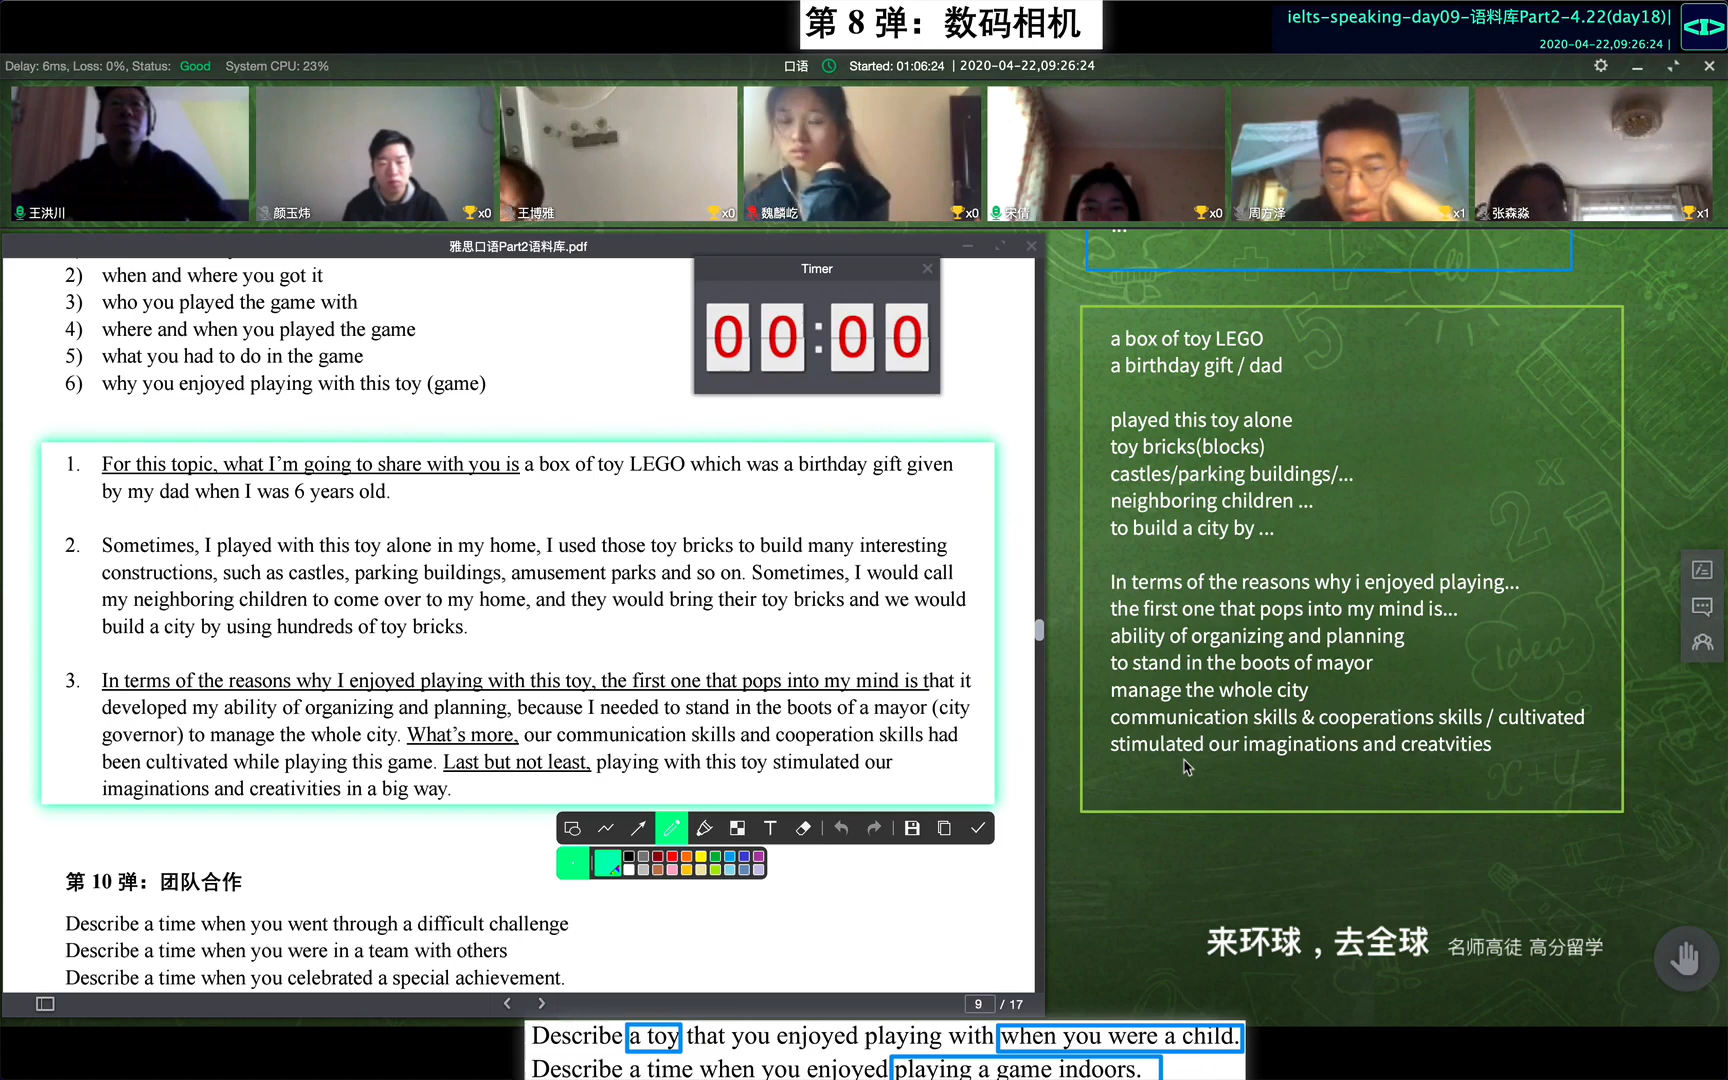 第 8 弹：数码相机
ielts-speaking-day09-语料库Part2-4.22(day18)|
2020-04-22,09:26:24 |
Delay: 6ms, Loss: 0%, Status: Good System CPU: 23%
口语 Started: 01:06:24 | 2020-04-22,09:26:24
王洪川
颜玉炜 x0
王博雅 x0
魏麟屹 x0
宋倩 x0
周方泽 x1
张森淼 x1
雅思口语Part2语料库.pdf
2) when and where you got it
3) who you played the game with
4) where and when you played the game
5) what you had to do in the game
6) why you enjoyed playing with this toy (game)
Timer
00:00
1. For this topic, what I'm going to share with you is a box of toy LEGO which was a birthday gift given
by my dad when I was 6 years old.
2. Sometimes, I played with this toy alone in my home, I used those toy bricks to build many interesting
constructions, such as castles, parking buildings, amusement parks and so on. Sometimes, I would call
my neighboring children to come over to my home, and they would bring their toy bricks and we would
build a city by using hundreds of toy bricks.
3. In terms of the reasons why I enjoyed playing with this toy, the first one that pops into my mind is that it
developed my ability of organizing and planning, because I needed to stand in the boots of a mayor (city
governor) to manage the whole city. What's more, our communication skills and cooperation skills had
been cultivated while playing this game. Last but not least, playing with this toy stimulated our
imaginations and creativities in a big way.
第 10 弹：团队合作
Describe a time when you went through a difficult challenge
Describe a time when you were in a team with others
Describe a time when you celebrated a special achievement.
9 / 17
...
a box of toy LEGO
a birthday gift / dad
played this toy alone
toy bricks(blocks)
castles/parking buildings/...
neighboring children ...
to build a city by ...
In terms of the reasons why i enjoyed playing...
the first one that pops into my mind is...
ability of organizing and planning
to stand in the boots of mayor
manage the whole city
communication skills & cooperations skills / cultivated
stimulated our imaginations and creatvities
idea
x+y
来环球，去全球 名师高徒 高分留学
Describe a toy that you enjoyed playing with when you were a child.
Describe a time when you enjoyed playing a game indoors.